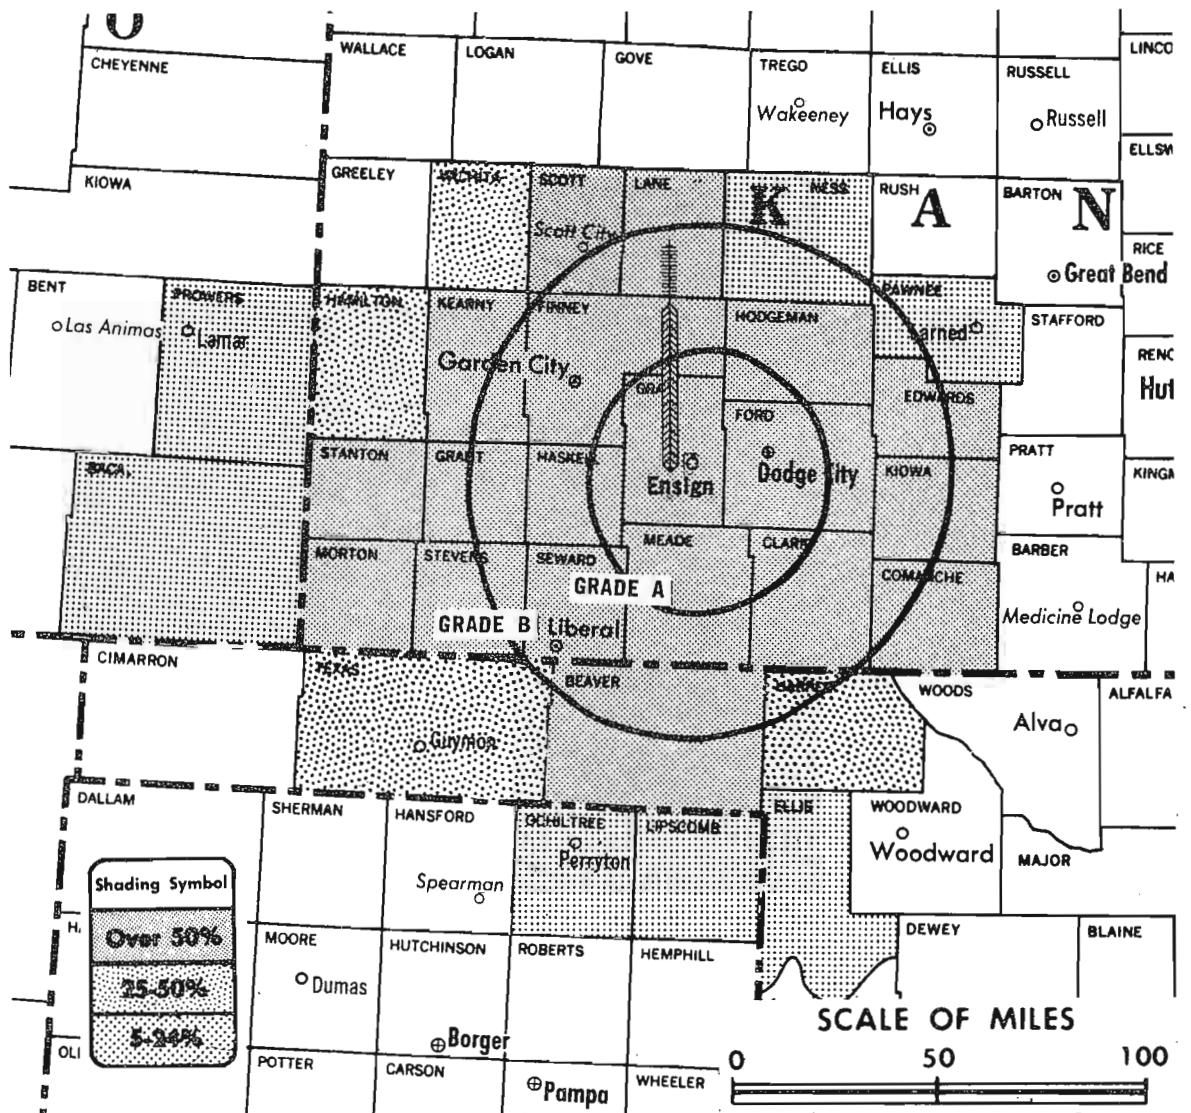 O
CHEYENNE
WALLACE
LOGAN
GOVE
TREGO
Wakeeney
ELLIS
Hays
RUSSELL
Russell
LINCO
ELLSW
KIOWA
GREELEY
WICHITA
SCOTT
Scott City
LANE
K
NESS
RUSH
A
BARTON
N
RICE
Great Bend
BENT
Las Animas
PROWERS
Lamar
HAMILTON
KEARNY
FINNEY
Garden City
HODGEMAN
PAWNEE
Larned
STAFFORD
RENO
Hut
GRA
FORD
EDWARDS
BACA
STANTON
GRANT
HASKELL
Ensign
Dodge City
KIOWA
PRATT
Pratt
KINGM
MORTON
STEVENS
SEWARD
MEADE
CLARK
COMANCHE
BARBER
HA
GRADE A
Medicine Lodge
GRADE B
Liberal
CIMARRON
TEXAS
Guymon
BEAVER
HARPER
WOODS
Alva
ALFALFA
DALLAM
SHERMAN
HANSFORD
Spearman
OCHILTREE
Perryton
LIPSCOMB
ELLIS
WOODWARD
Woodward
MAJOR
Shading Symbol
Over 50%
25-50%
5-24%
H
MOORE
Dumas
HUTCHINSON
Borger
ROBERTS
HEMPHILL
DEWEY
BLAINE
OLI
POTTER
CARSON
Pampa
WHEELER
SCALE OF MILES
0 50 100